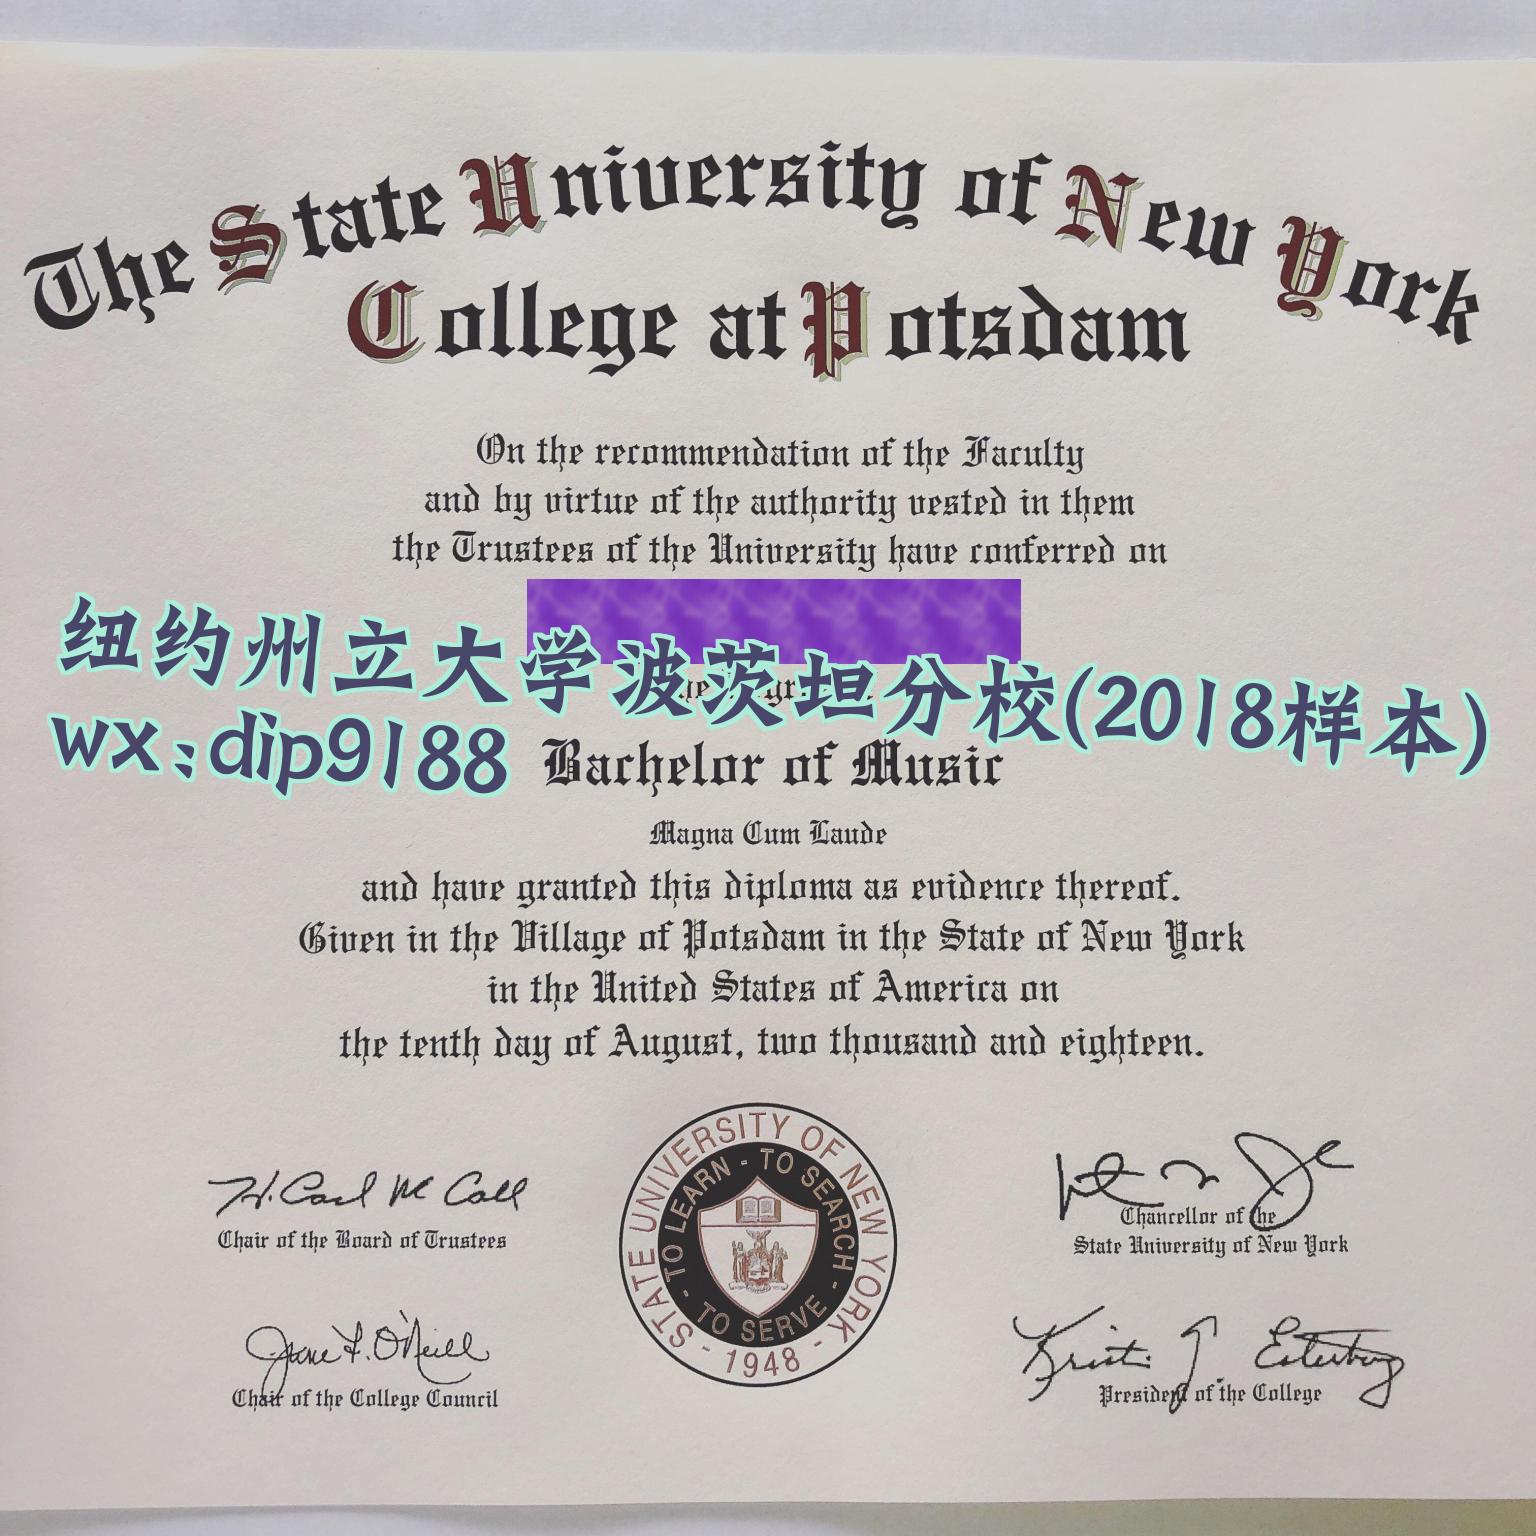 The State University of New York
College at Potsdam
On the recommendation of the Faculty
and by virtue of the authority vested in them
the Trustees of the University have conferred on
纽约州立大学波茨坦分校(2018样本)
wx:dip9188
Bachelor of Music
Magna Cum Laude
and have granted this diploma as evidence thereof.
Given in the Village of Potsdam in the State of New York
in the United States of America on
the tenth day of August, two thousand and eighteen.
STATE UNIVERSITY OF NEW YORK - 1948 -
TO LEARN - TO SEARCH - TO SERVE -
H. Carl McCall
Chair of the Board of Trustees
Chancellor of the
State University of New York
Jane F. O'Neill
Chair of the College Council
Kristin G. Esterberg
President of the College